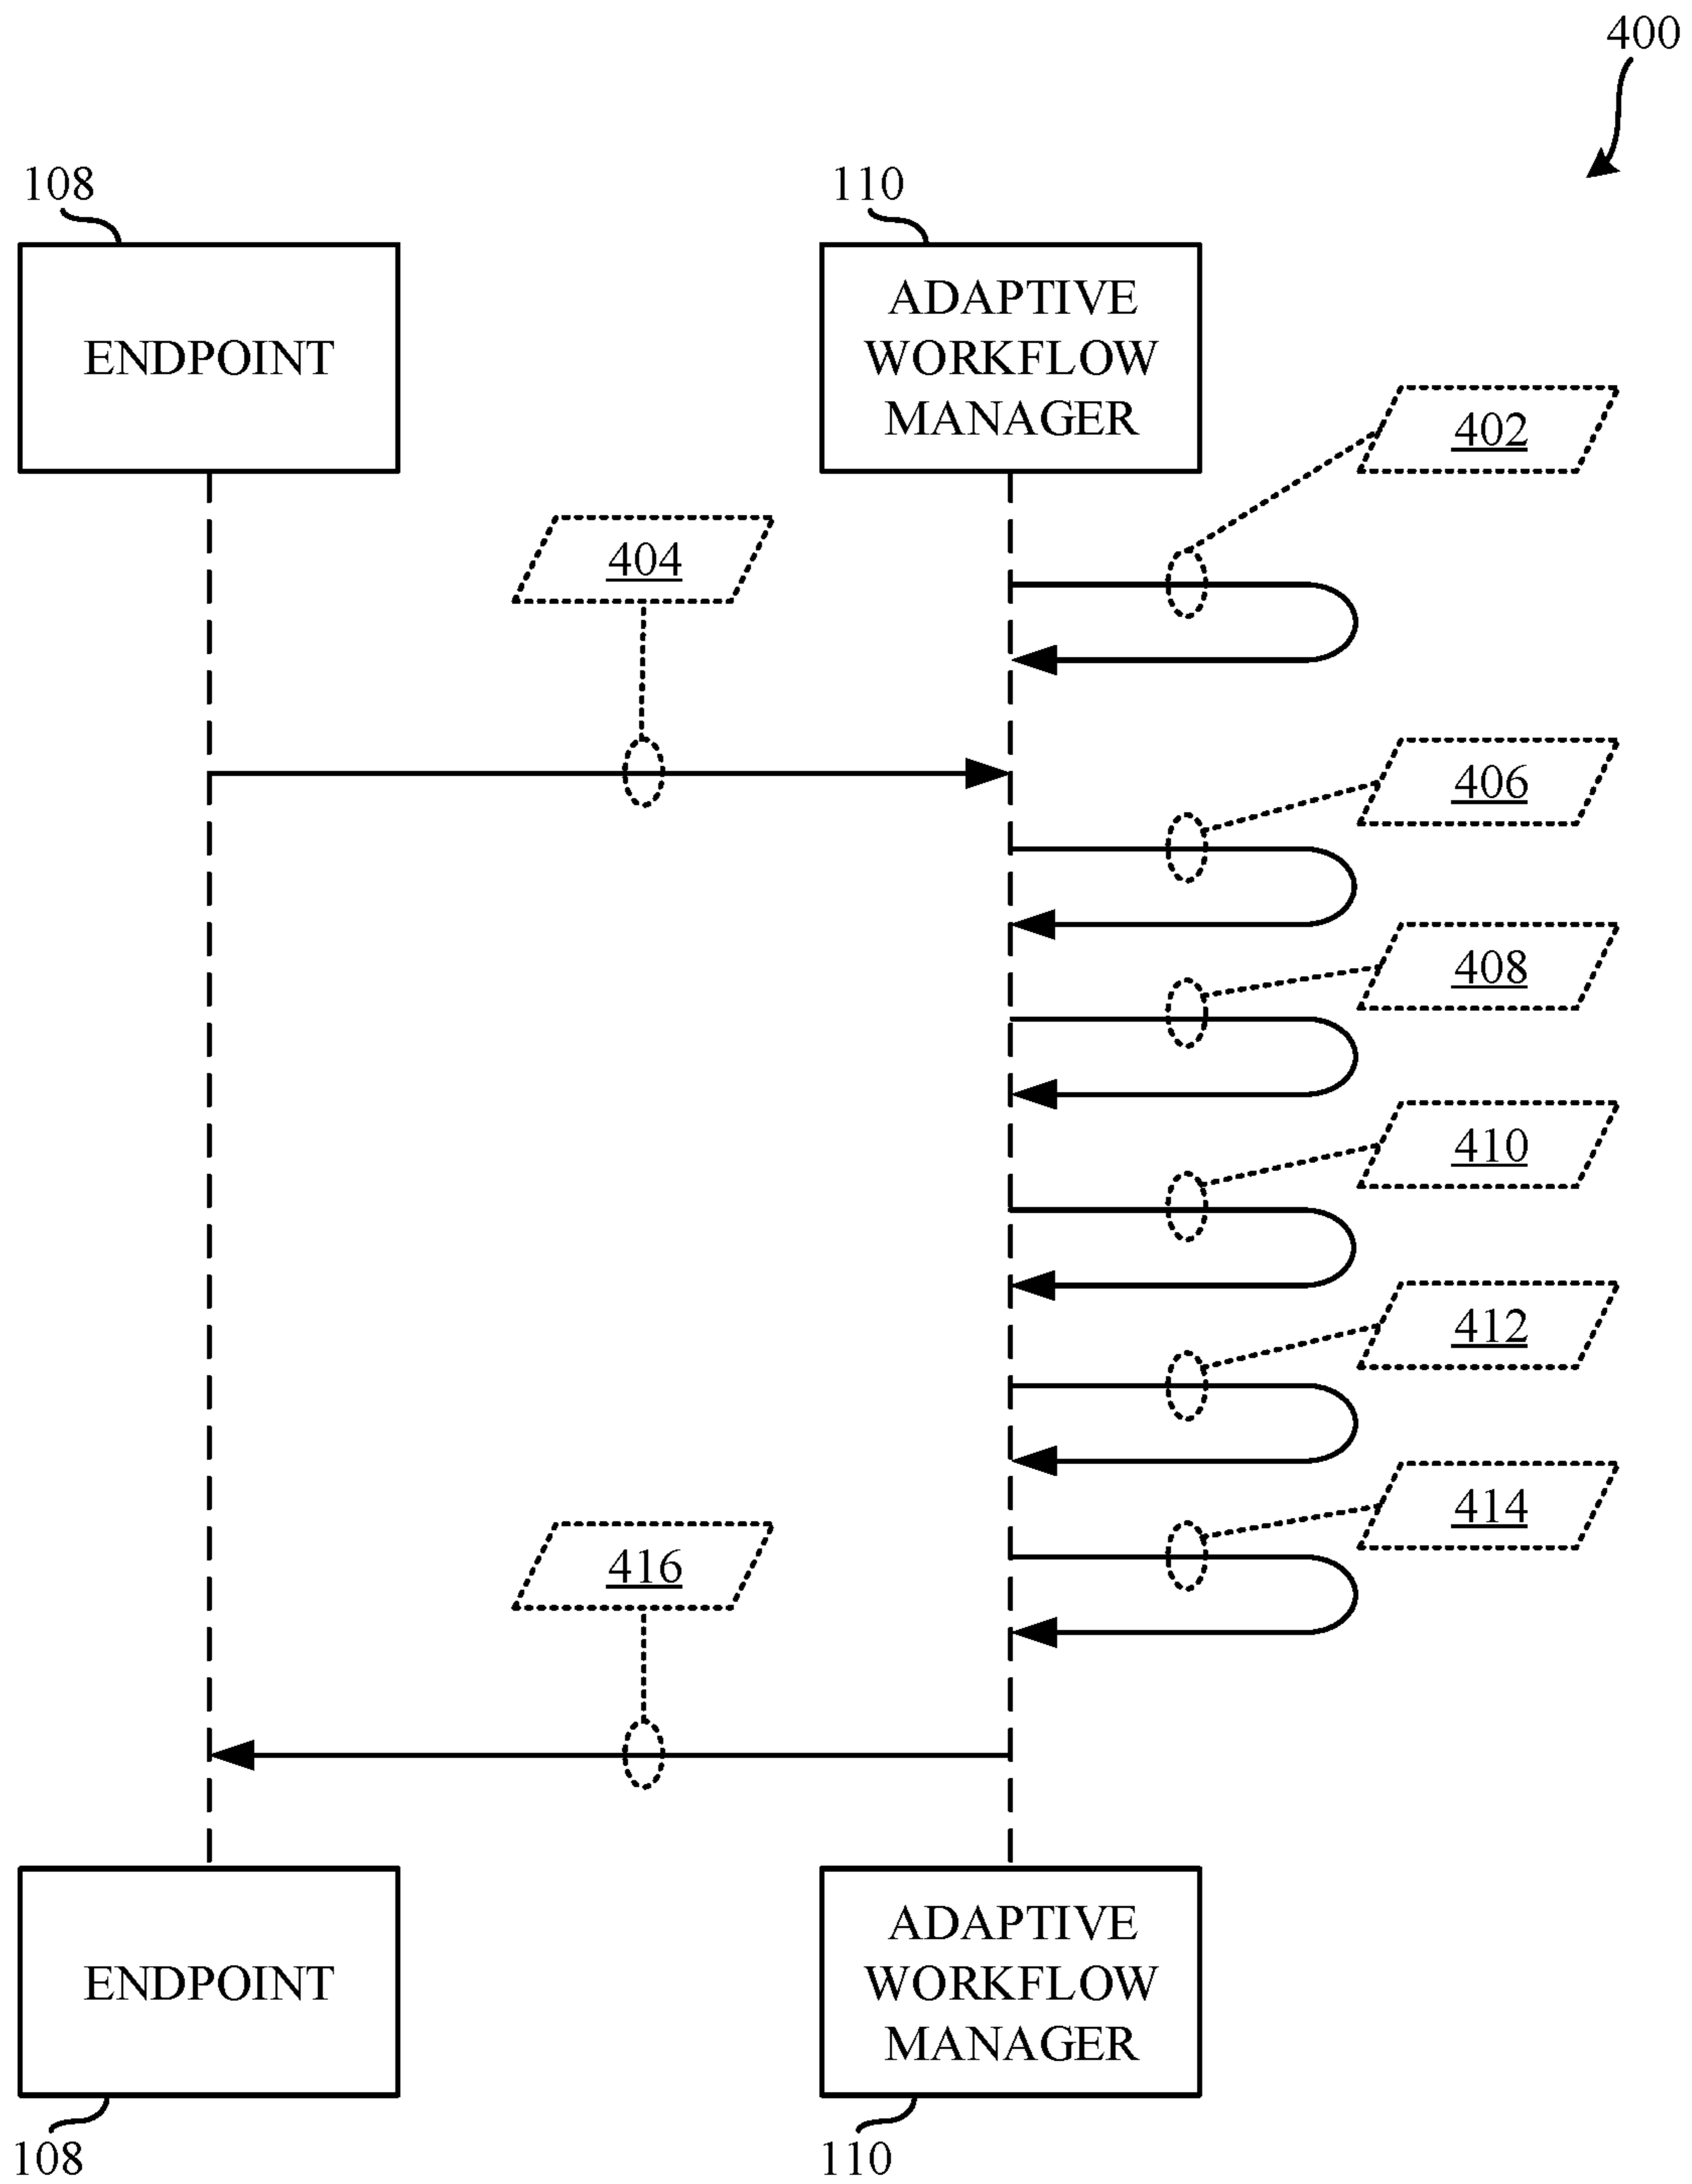 400
108
110
ENDPOINT
ADAPTIVE
WORKFLOW
MANAGER
402
404
406
408
410
412
414
416
ENDPOINT
ADAPTIVE
WORKFLOW
MANAGER
108
110